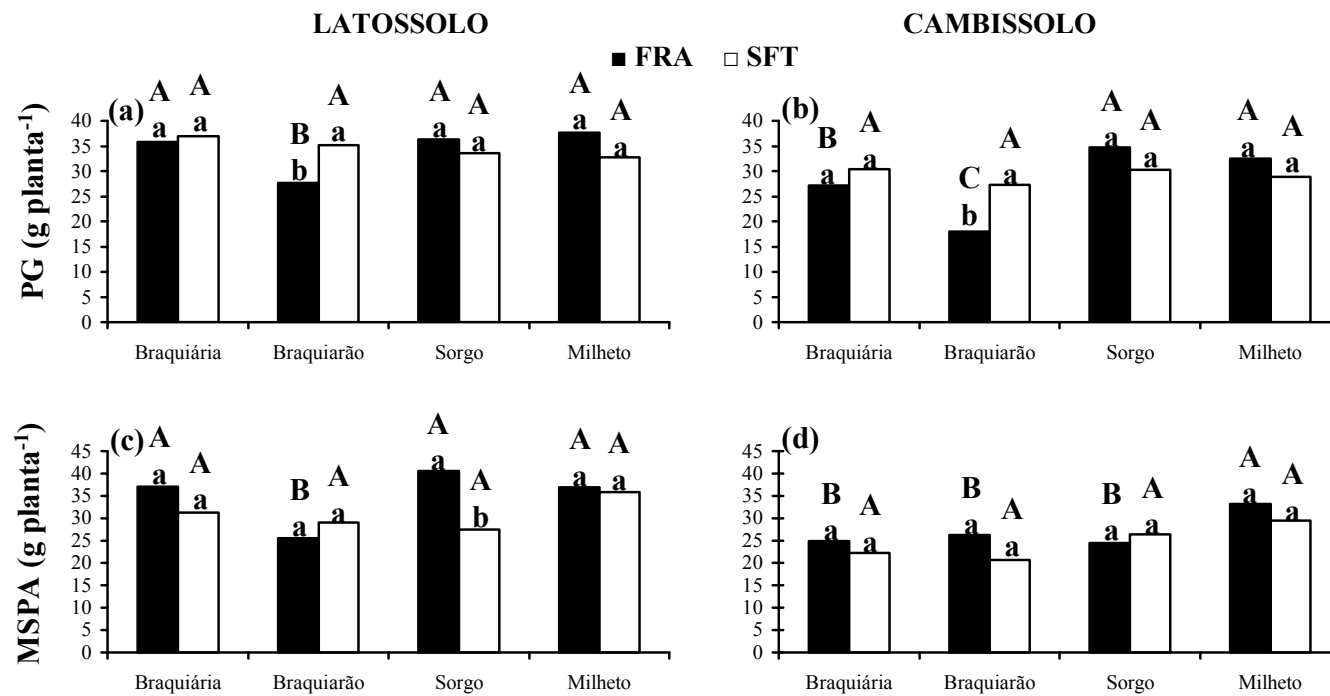 LATOSSOLO CAMBISSOLO
■ FRA □ SFT
PG (g planta⁻¹)
(a)
40
35
30
25
20
15
10
5
0
A A B A A A A A
a a b a a a a a
Braquiária Braquiarão Sorgo Milheto
(b)
40
35
30
25
20
15
10
5
0
B A C A A A A A
a a b a a a a a
Braquiária Braquiarão Sorgo Milheto
MSPA (g planta⁻¹)
(c)
45
40
35
30
25
20
15
10
5
0
A A B A A A A A
a a a a a b a a
Braquiária Braquiarão Sorgo Milheto
(d)
45
40
35
30
25
20
15
10
5
0
B A B A B A A A
a a a a a a a a
Braquiária Braquiarão Sorgo Milheto